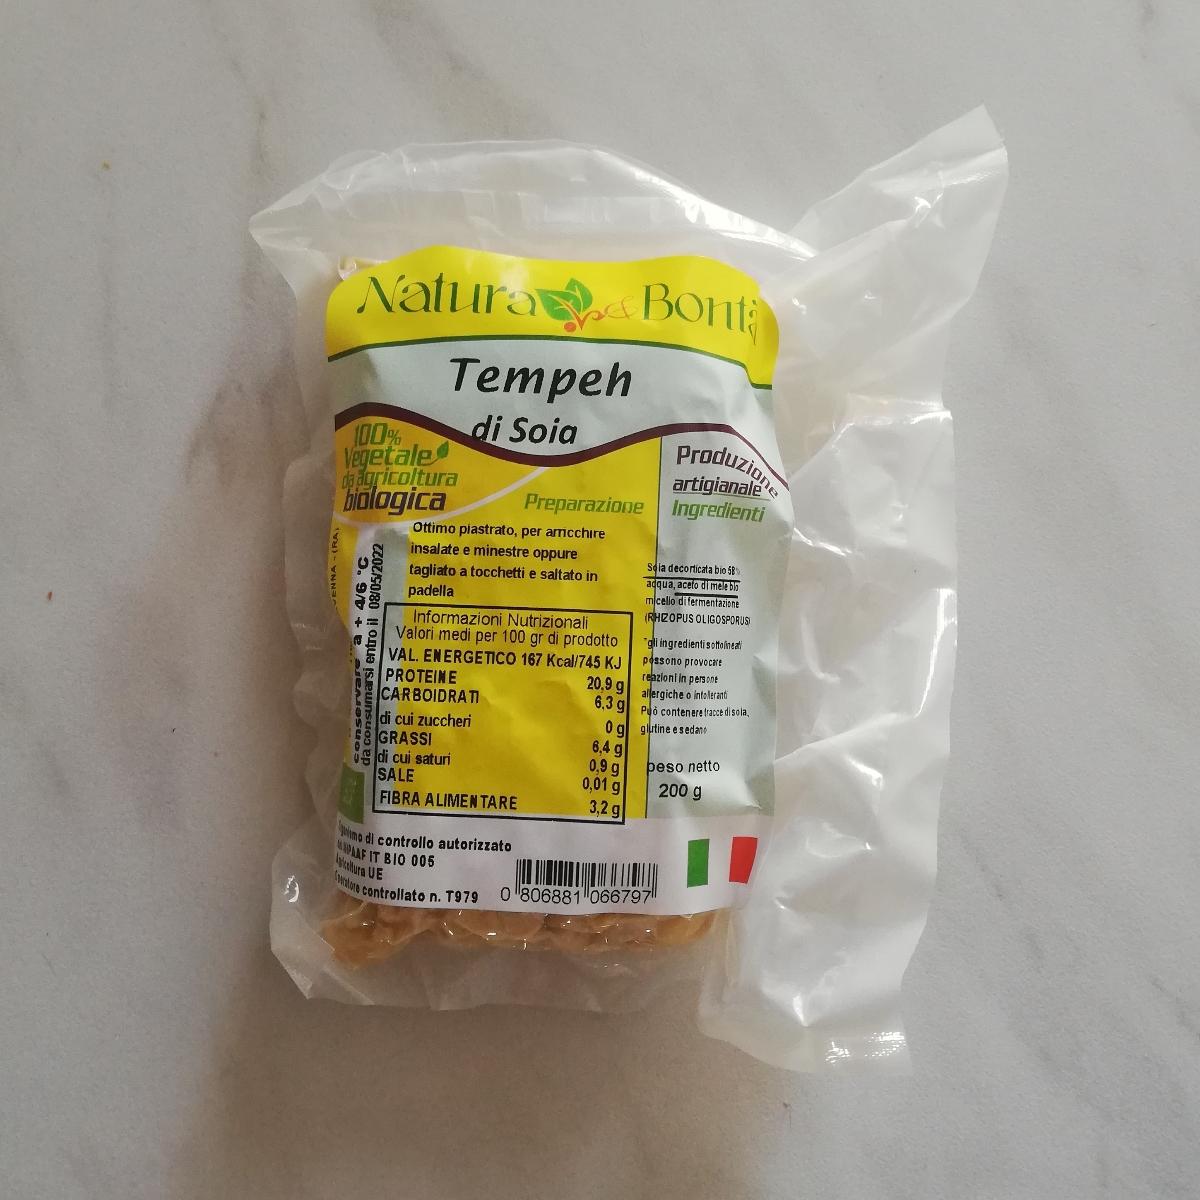 Natura & Bontà
Tempeh
di Soia
100%
Vegetale
da agricoltura
biologica
Preparazione
Ottimo piastrato, per arricchire
insalate e minestre oppure
tagliato a tocchetti e saltato in
padella
Informazioni Nutrizionali
Valori medi per 100 gr di prodotto
VAL. ENERGETICO 167 Kcal/745 KJ
PROTEINE 20,9 g
CARBOIDRATI 6,3 g
di cui zuccheri 0 g
GRASSI 6,4 g
di cui saturi 0,9 g
SALE 0,01 g
FIBRA ALIMENTARE 3,2 g
Produzione
artigianale
Ingredienti
Soia decorticata bio 58%
acqua, aceto di mele bio
micelio di fermentazione
(RHIZOPUS OLIGOSPORUS)
*gli ingredienti sottolineati
possono provocare
reazioni in persone
allergiche o intolleranti
Può contenere tracce di soia,
glutine e sedano
peso netto
200 g
conservare a + 4/6 °C
da consumarsi entro il 08/05/2022
VENNA - (RA)
di controllo autorizzato
IT BIO 005
Agricoltura UE
controllato n. T979
0 806881 066797